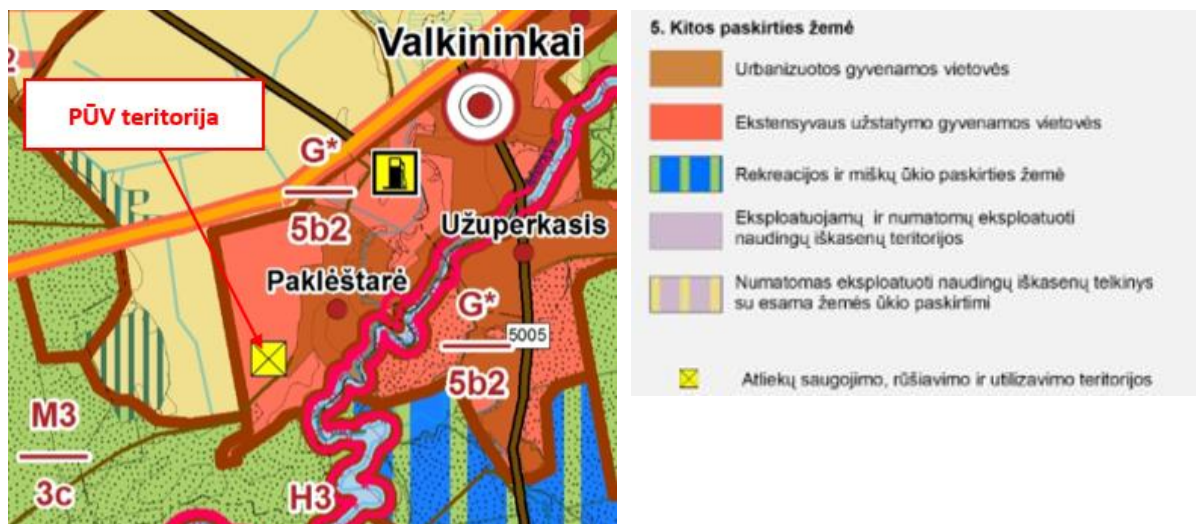 Valkininkai
2
PŪV teritorija
G*
5b2
Užuperkasis
Paklėštarė
G*
5005
5b2
M3
3c
H3
5. Kitos paskirties žemė
Urbanizuotos gyvenamos vietovės
Ekstensyvaus užstatymo gyvenamos vietovės
Rekreacijos ir miškų ūkio paskirties žemė
Eksploatuojamų ir numatomų eksploatuoti
naudingų iškasenų teritorijos
Numatomas eksploatuoti naudingų iškasenų telkinys
su esama žemės ūkio paskirtimi
Atliekų saugojimo, rūšiavimo ir utilizavimo teritorijos